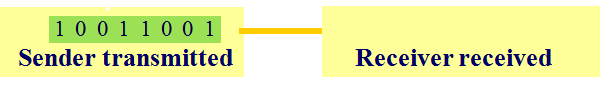 1 0 0 1 1 0 0 1
Sender transmitted
Receiver received